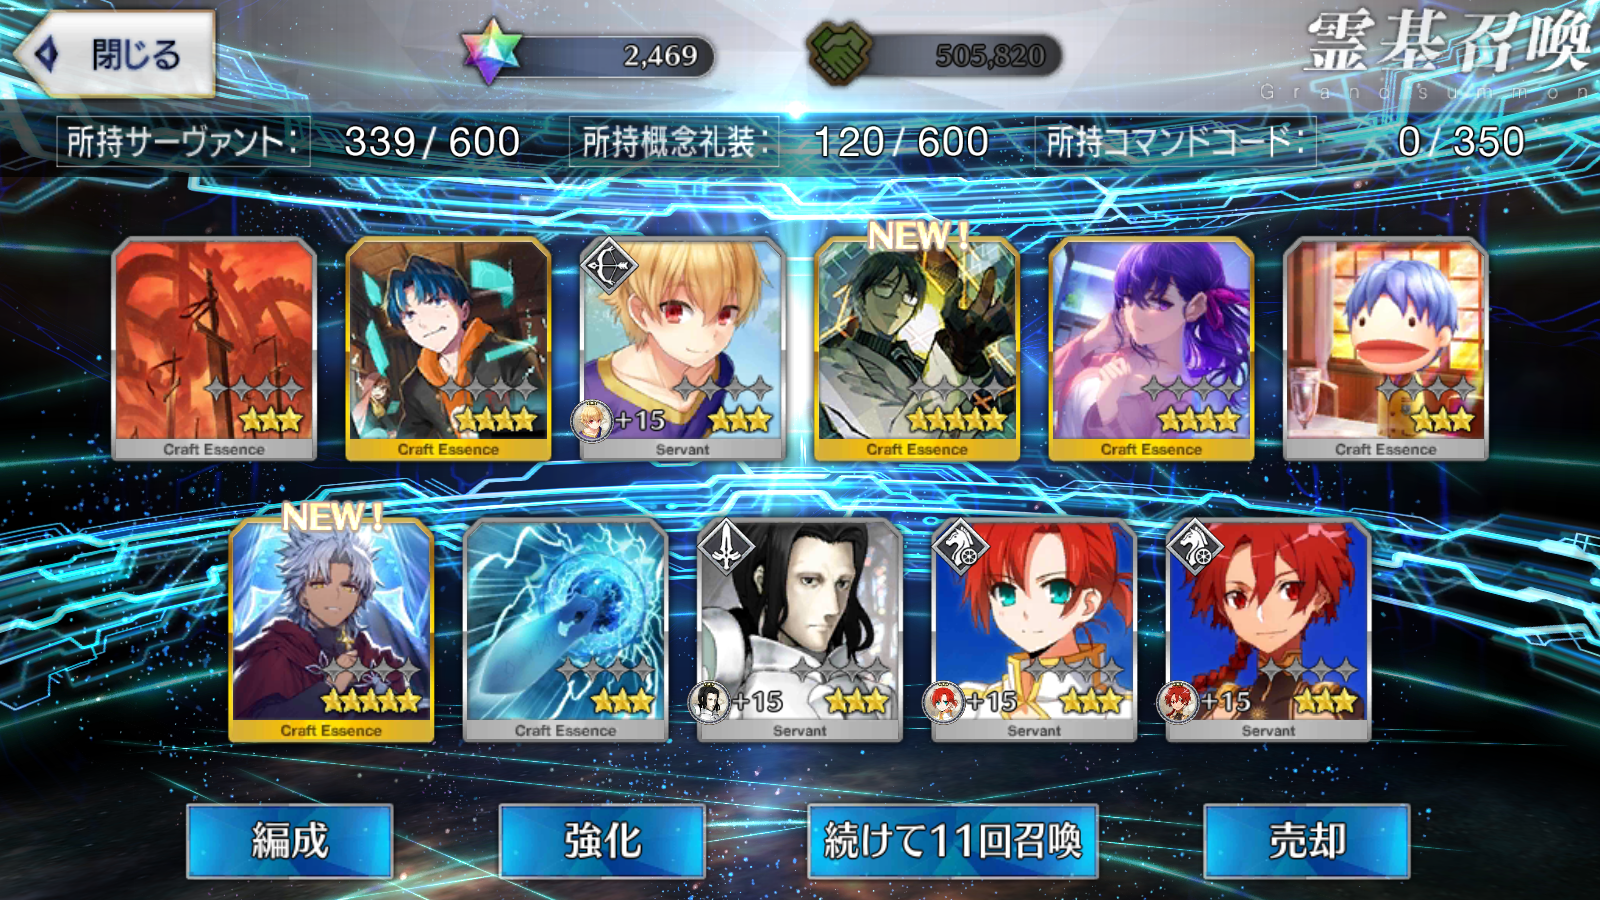 閉じる
2,469
505,820
霊基召喚
Grand summon
所持サーヴァント:
339 / 600
所持概念礼装:
120 / 600
所持コマンドコード:
0 / 350
Craft Essence
Craft Essence
+15
Servant
NEW!
Craft Essence
Craft Essence
Craft Essence
NEW!
Craft Essence
Craft Essence
+15
Servant
+15
Servant
+15
Servant
編成
強化
続けて11回召喚
売却